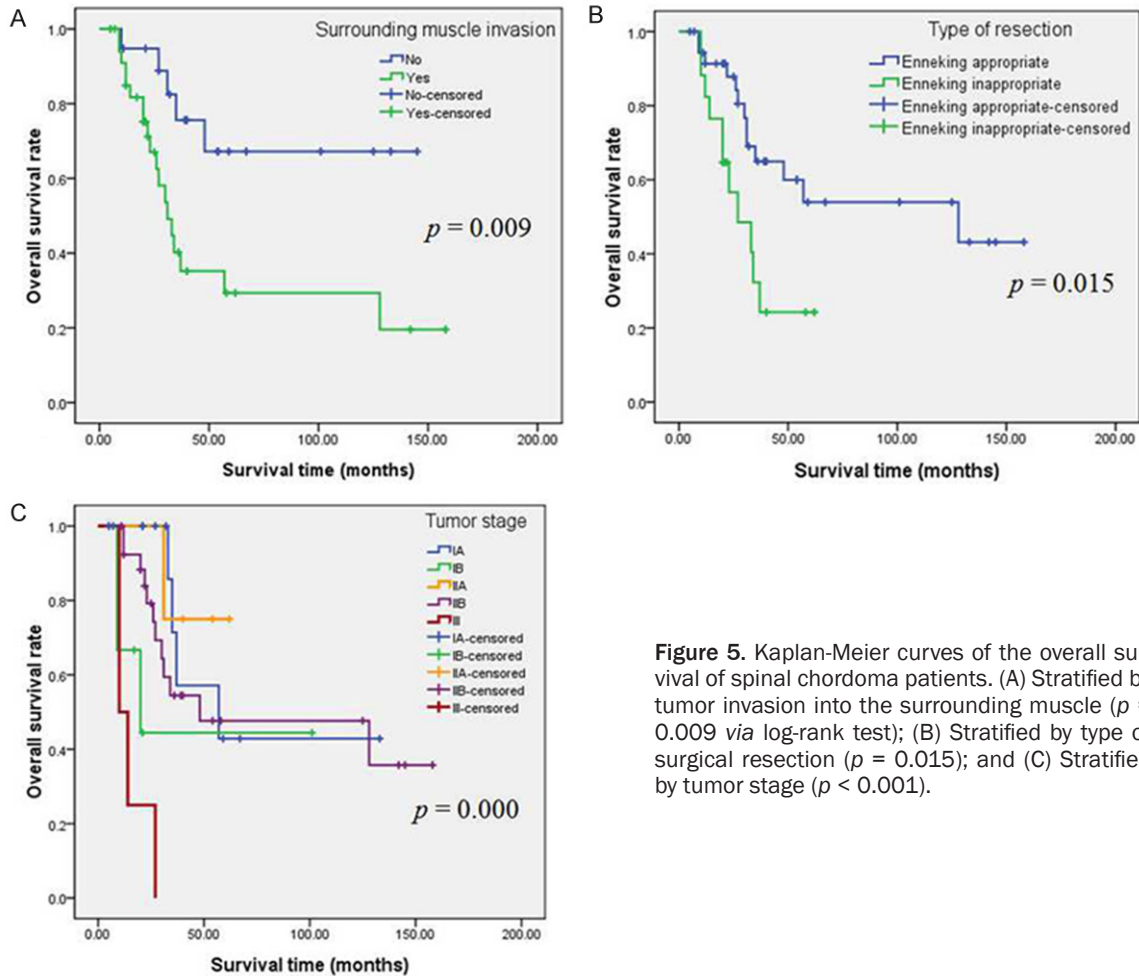 A
Surrounding muscle invasion
No
Yes
No-censored
Yes-censored
p = 0.009
Overall survival rate
1.0
0.8
0.6
0.4
0.2
0.0
0.00 50.00 100.00 150.00 200.00
Survival time (months)
B
Type of resection
Enneking appropriate
Enneking inappropriate
Enneking appropriate-censored
Enneking inappropriate-censored
p = 0.015
Overall survival rate
1.0
0.8
0.6
0.4
0.2
0.0
0.00 50.00 100.00 150.00 200.00
Survival time (months)
C
Tumor stage
IA
IB
IIA
IIB
III
IA-censored
IB-censored
IIA-censored
IIB-censored
III-censored
p = 0.000
Overall survival rate
1.0
0.8
0.6
0.4
0.2
0.0
0.00 50.00 100.00 150.00 200.00
Survival time (months)
Figure 5. Kaplan-Meier curves of the overall sur-
vival of spinal chordoma patients. (A) Stratified by
tumor invasion into the surrounding muscle (p =
0.009 via log-rank test); (B) Stratified by type of
surgical resection (p = 0.015); and (C) Stratified
by tumor stage (p < 0.001).